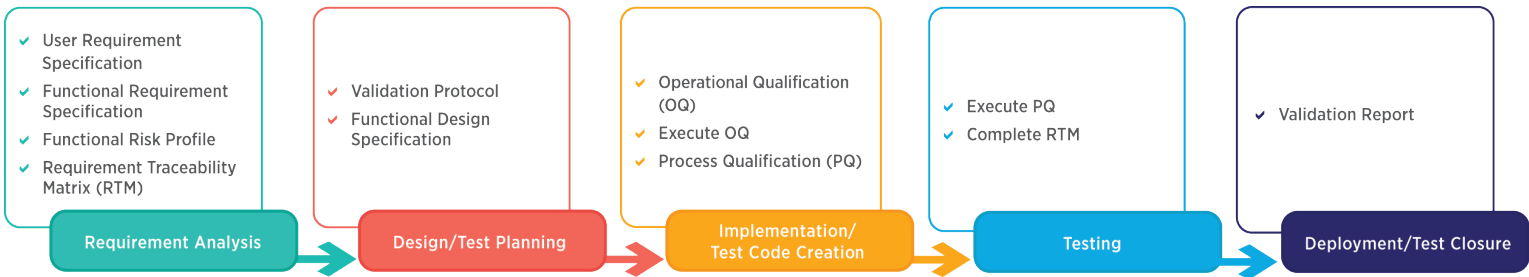 User Requirement
Specification
Functional Requirement
Specification
Functional Risk Profile
Requirement Traceability
Matrix (RTM)
Requirement Analysis
Validation Protocol
Functional Design
Specification
Design/Test Planning
Operational Qualification
(OQ)
Execute OQ
Process Qualification (PQ)
Implementation/
Test Code Creation
Execute PQ
Complete RTM
Testing
Validation Report
Deployment/Test Closure